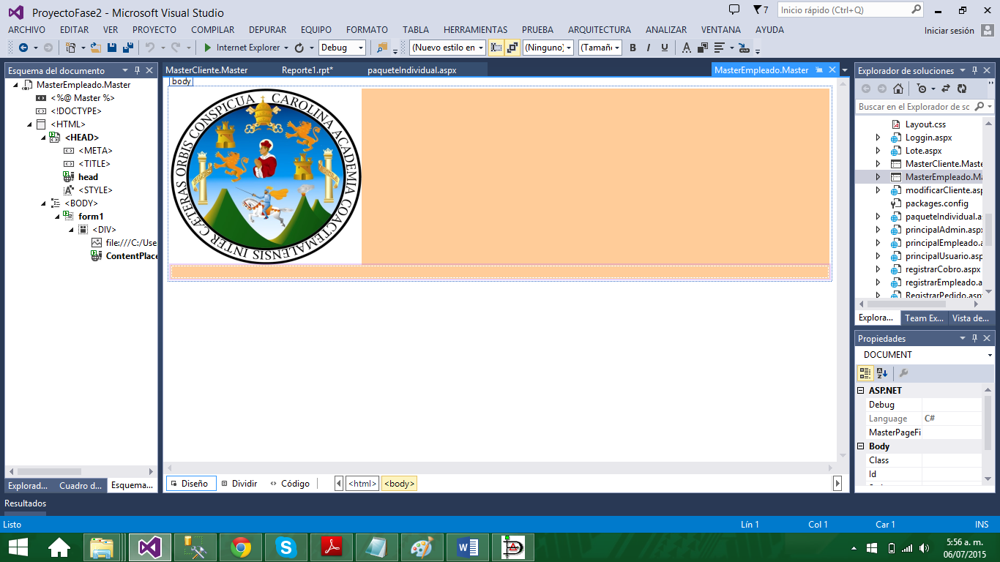 ProyectoFase2 - Microsoft Visual Studio
7
Inicio rápido (Ctrl+Q)
ARCHIVO EDITAR VER PROYECTO COMPILAR DEPURAR EQUIPO FORMATO TABLA HERRAMIENTAS PRUEBA ARQUITECTURA ANALIZAR VENTANA AYUDA
Iniciar sesión
Internet Explorer Debug (Nuevo estilo en (Ninguno) (Tamañ B I U A
Esquema del documento
MasterEmpleado.Master
<%@ Master %>
<!DOCTYPE>
<HTML>
<HEAD>
<META>
<TITLE>
head
<STYLE>
<BODY>
form1
<DIV>
file:///C:/Use
ContentPlace
Explorad... Cuadro d... Esquema...
MasterCliente.Master Reporte1.rpt* paqueteIndividual.aspx MasterEmpleado.Master
body
CAROLINA ACADEMIA COACTEMALENSIS INTER CÆTERAS ORBIS CONSPICUA
Diseño Dividir Código <html> <body>
Explorador de soluciones
Buscar en el Explorador de sc
Layout.css
Loggin.aspx
Lote.aspx
MasterCliente.Maste
MasterEmpleado.Ma
modificarCliente.asp
packages.config
paqueteIndividual.as
principalAdmin.aspx
principalEmpleado.a
principalUsuario.asp
registrarCobro.aspx
registrarEmpleado.a
RegistrarPedido.aspx
Explora... Team Ex... Vista de...
Propiedades
DOCUMENT
ASP.NET
Debug
Language C#
MasterPageFi
Body
Class
Id
Resultados
Listo Lín 1 Col 1 Car 1 INS
5:56 a. m.
06/07/2015